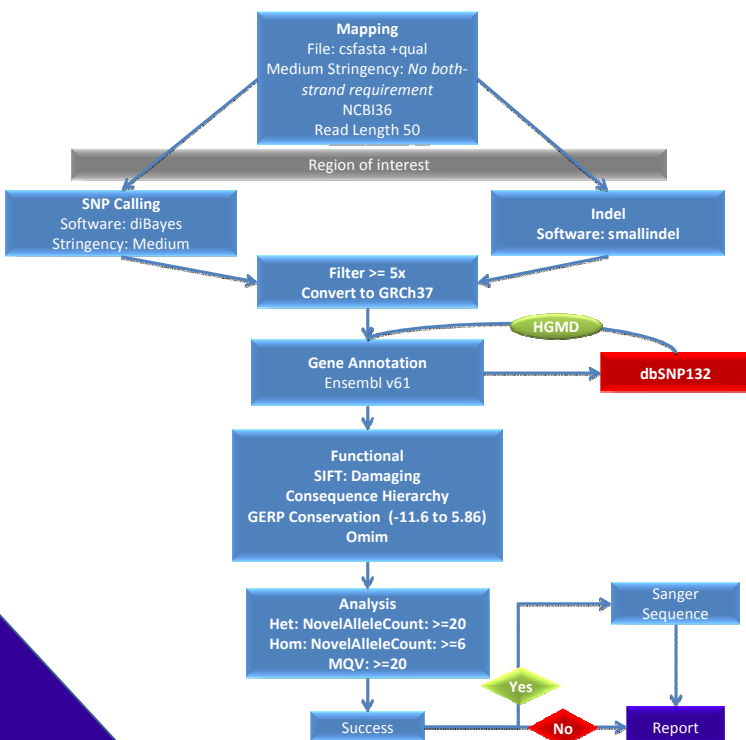 Mapping
File: csfasta +qual
Medium Stringency: No both-
strand requirement
NCBI36
Read Length 50
Region of interest
SNP Calling
Software: diBayes
Stringency: Medium
Indel
Software: smallindel
Filter >= 5x
Convert to GRCh37
HGMD
Gene Annotation
Ensembl v61
dbSNP132
Functional
SIFT: Damaging
Consequence Hierarchy
GERP Conservation (-11.6 to 5.86)
Omim
Analysis
Het: NovelAlleleCount: >=20
Hom: NovelAlleleCount: >=6
MQV: >=20
Sanger
Sequence
Yes
Success
No
Report